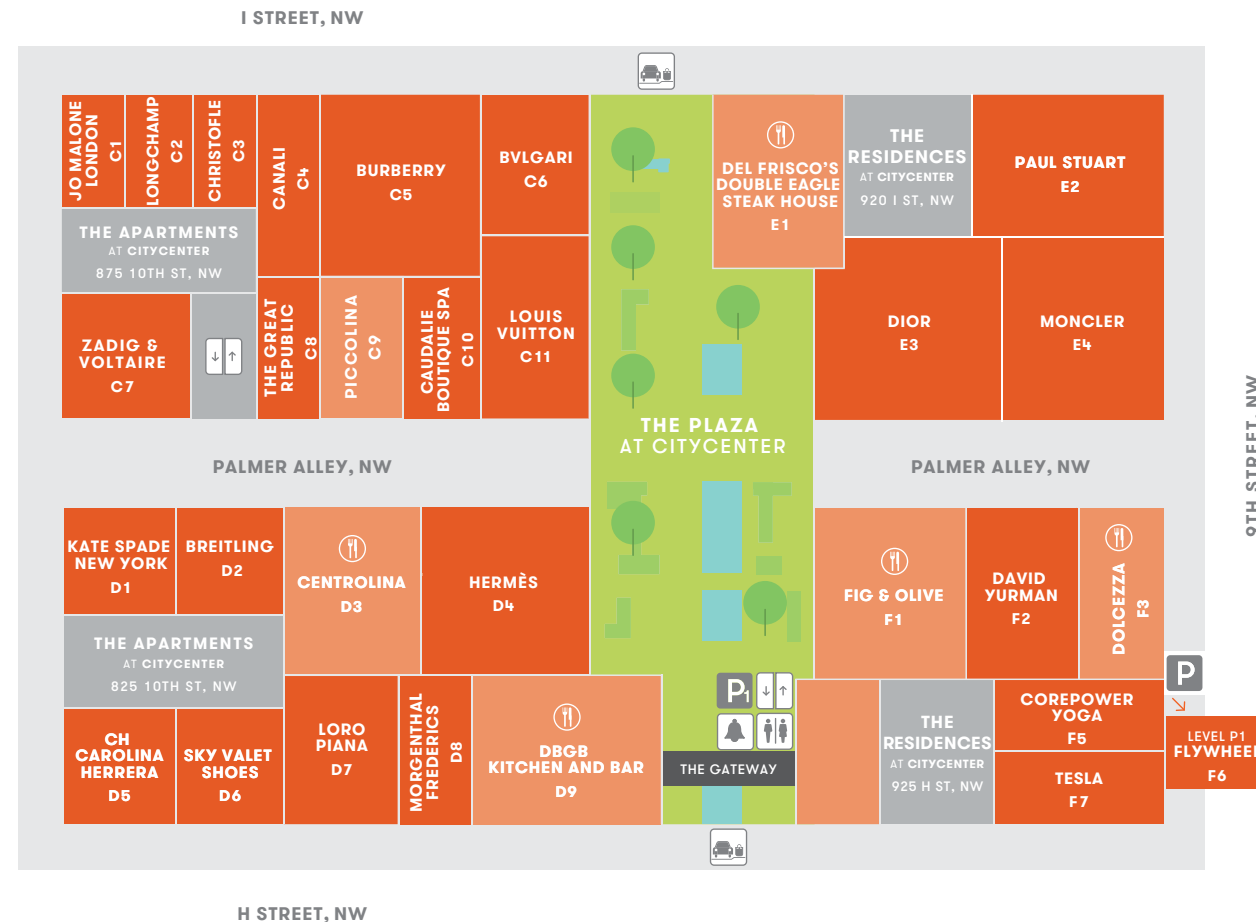 I STREET, NW
JO MALONE
LONDON
C1
LONGCHAMP
C2
CHRISTOFLE
C3
CANALI
C4
BURBERRY
C5
BVLGARI
C6
DEL FRISCO'S
DOUBLE EAGLE
STEAK HOUSE
E1
THE
RESIDENCES
AT CITYCENTER
920 I ST, NW
PAUL STUART
E2
THE APARTMENTS
AT CITYCENTER
875 10TH ST, NW
ZADIG &
VOLTAIRE
C7
THE GREAT
REPUBLIC
C8
PICCOLINA
C9
CAUDALIE
BOUTIQUE SPA
C10
LOUIS
VUITTON
C11
DIOR
E3
MONCLER
E4
THE PLAZA
AT CITYCENTER
PALMER ALLEY, NW
PALMER ALLEY, NW
9TH STREET, NW
KATE SPADE
NEW YORK
D1
BREITLING
D2
CENTROLINA
D3
HERMÈS
D4
FIG & OLIVE
F1
DAVID
YURMAN
F2
DOLCEZZA
F3
THE APARTMENTS
AT CITYCENTER
825 10TH ST, NW
CH
CAROLINA
HERRERA
D5
SKY VALET
SHOES
D6
LORO
PIANA
D7
MORGENTHAL
FREDERICS
D8
DBGB
KITCHEN AND BAR
D9
P1
THE GATEWAY
THE
RESIDENCES
AT CITYCENTER
925 H ST, NW
COREPOWER
YOGA
F5
TESLA
F7
P
LEVEL P1
FLYWHEEL
F6
H STREET, NW